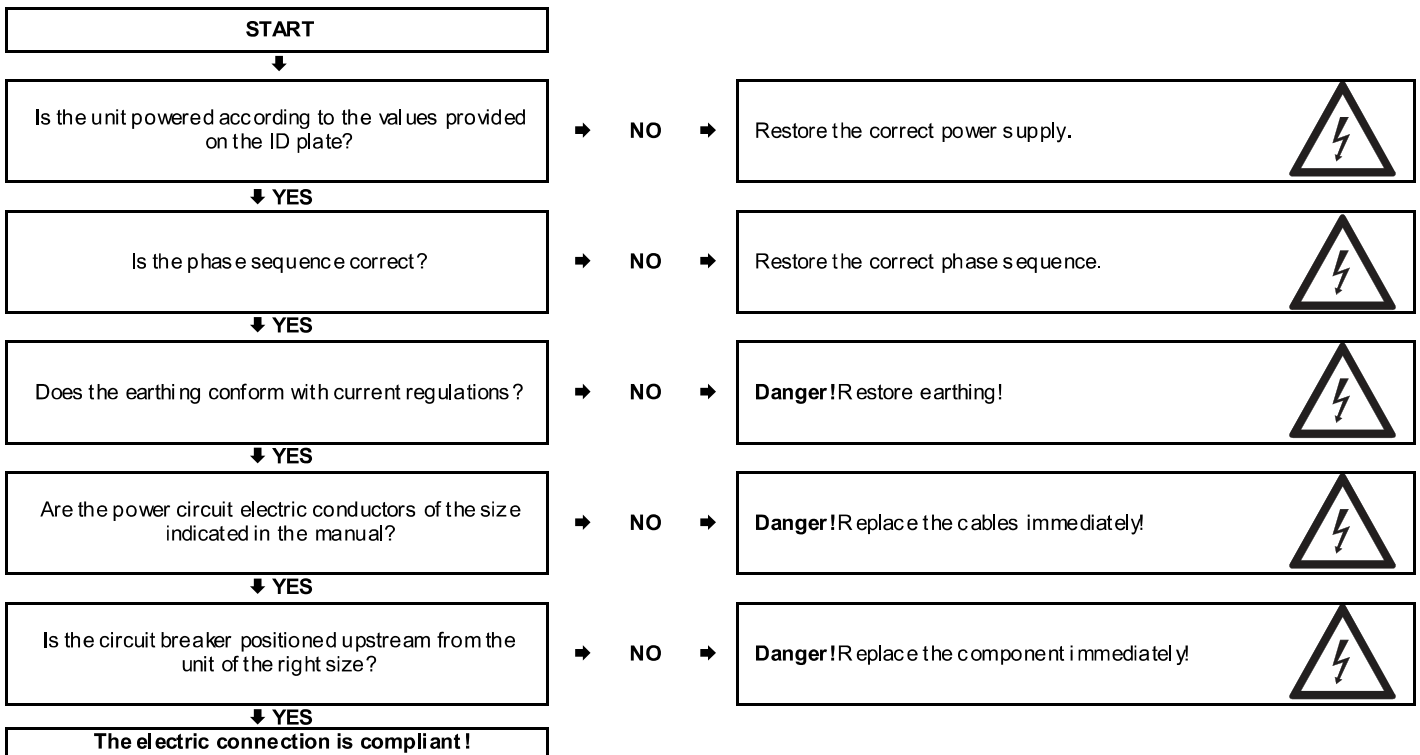 START
Is the unit powered according to the values provided
on the ID plate?
NO
Restore the correct power supply.
YES
Is the phase sequence correct?
NO
Restore the correct phase sequence.
YES
Does the earthing conform with current regulations?
NO
Danger! Restore earthing!
YES
Are the power circuit electric conductors of the size
indicated in the manual?
NO
Danger! Replace the cables immediately!
YES
Is the circuit breaker positioned upstream from the
unit of the right size?
NO
Danger! Replace the component immediately!
YES
The electric connection is compliant!